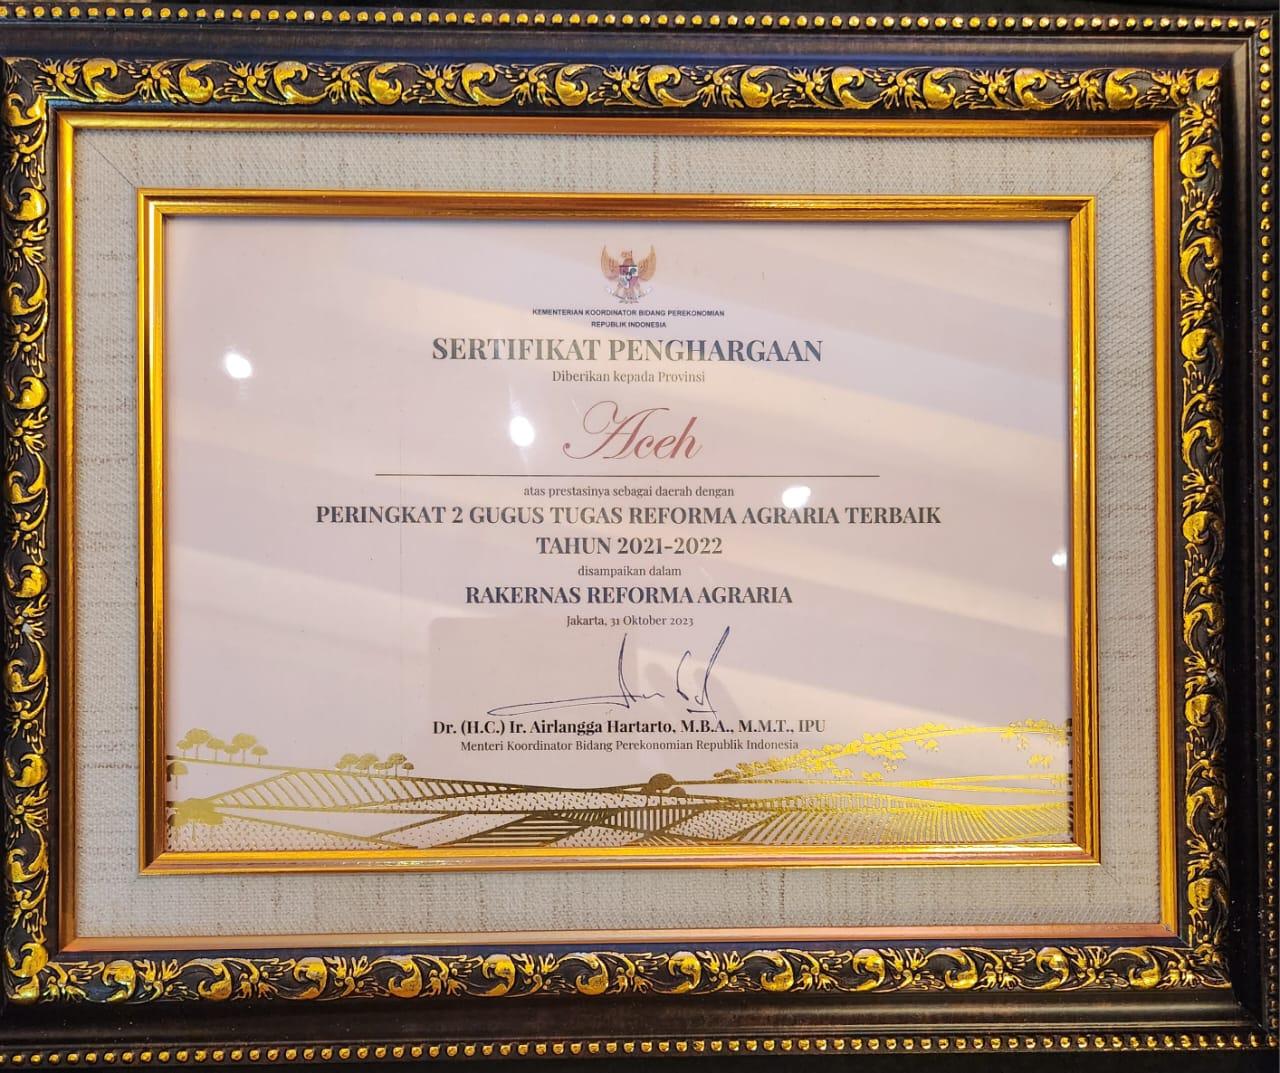 KEMENTERIAN KOORDINATOR BIDANG PEREKONOMIAN
REPUBLIK INDONESIA
SERTIFIKAT PENGHARGAAN
Diberikan kepada Provinsi
Aceh
atas prestasinya sebagai daerah dengan
PERINGKAT 2 GUGUS TUGAS REFORMA AGRARIA TERBAIK
TAHUN 2021-2022
disampaikan dalam
RAKERNAS REFORMA AGRARIA
Jakarta, 31 Oktober 2023
Dr. (H.C.) Ir. Airlangga Hartarto, M.B.A., M.M.T., IPU
Menteri Koordinator Bidang Perekonomian Republik Indonesia